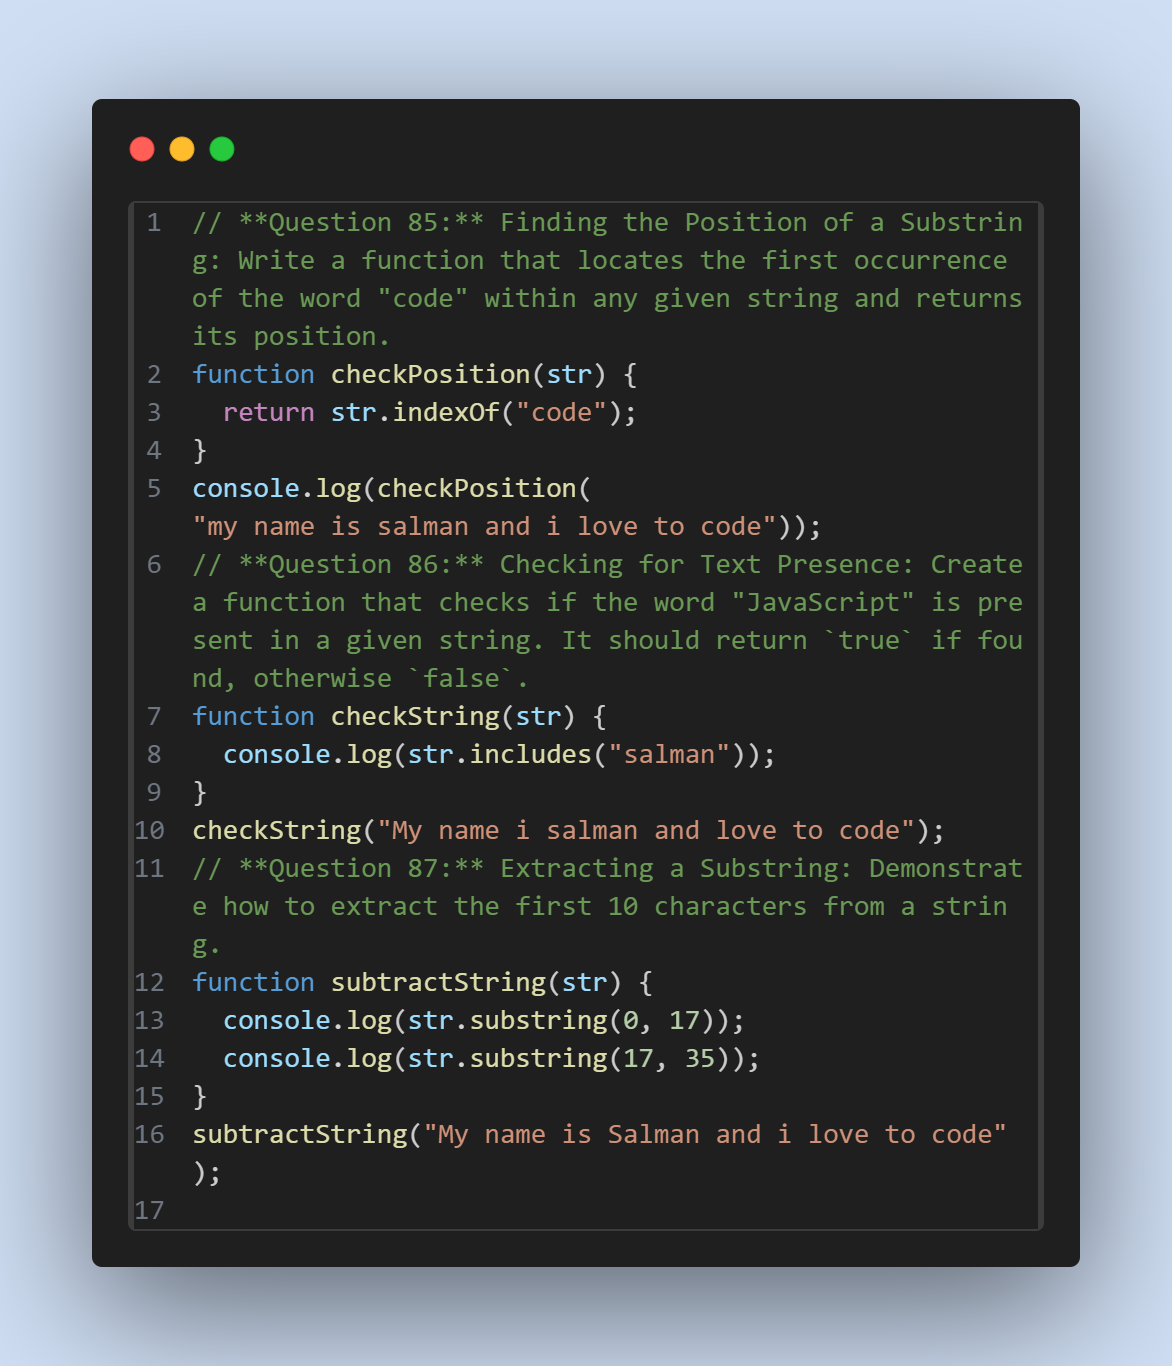 1 // **Question 85:** Finding the Position of a Substrin
g: Write a function that locates the first occurrence
of the word "code" within any given string and returns
its position.
2 function checkPosition(str) {
3   return str.indexOf("code");
4 }
5 console.log(checkPosition(
"my name is salman and i love to code"));
6 // **Question 86:** Checking for Text Presence: Create
a function that checks if the word "JavaScript" is pre
sent in a given string. It should return `true` if fou
nd, otherwise `false`.
7 function checkString(str) {
8   console.log(str.includes("salman"));
9 }
10 checkString("My name i salman and love to code");
11 // **Question 87:** Extracting a Substring: Demonstrat
e how to extract the first 10 characters from a strin
g.
12 function subtractString(str) {
13   console.log(str.substring(0, 17));
14   console.log(str.substring(17, 35));
15 }
16 subtractString("My name is Salman and i love to code"
);
17